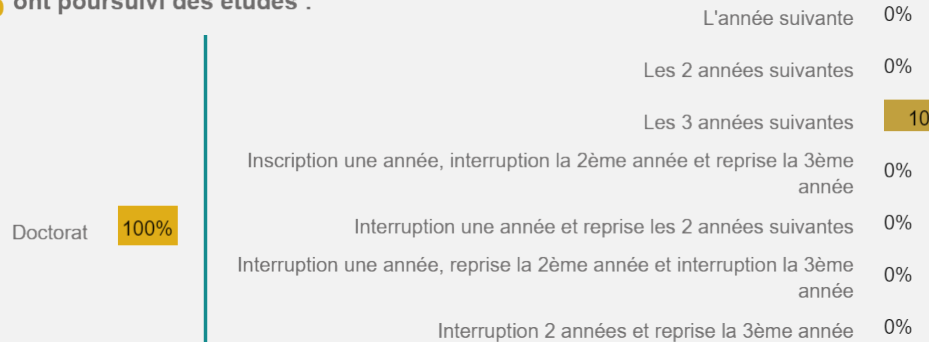 ont poursuivi des études :
L'année suivante 0%
Les 2 années suivantes 0%
Les 3 années suivantes 10
Inscription une année, interruption la 2ème année et reprise la 3ème
année 0%
Doctorat 100%
Interruption une année et reprise les 2 années suivantes 0%
Interruption une année, reprise la 2ème année et interruption la 3ème
année 0%
Interruption 2 années et reprise la 3ème année 0%